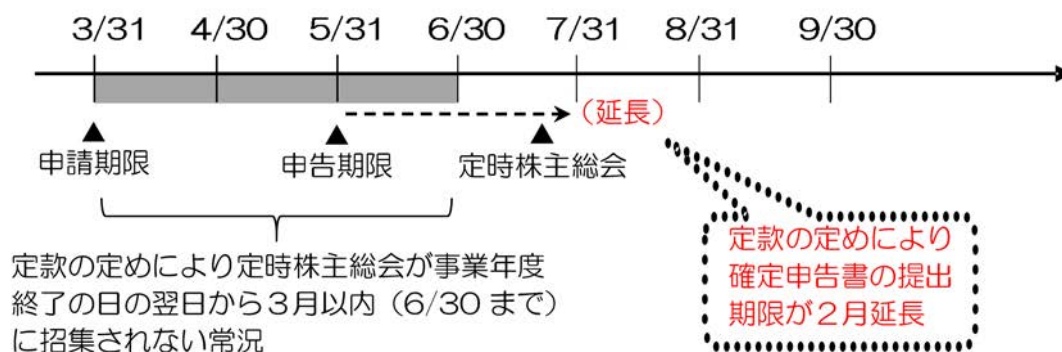 3/31 4/30 5/31 6/30 7/31 8/31 9/30
(延長)
申請期限 申告期限 定時株主総会
定款の定めにより定時株主総会が事業年度
終了の日の翌日から3月以内（6/30 まで）
に招集されない常況
定款の定めにより
確定申告書の提出
期限が2月延長